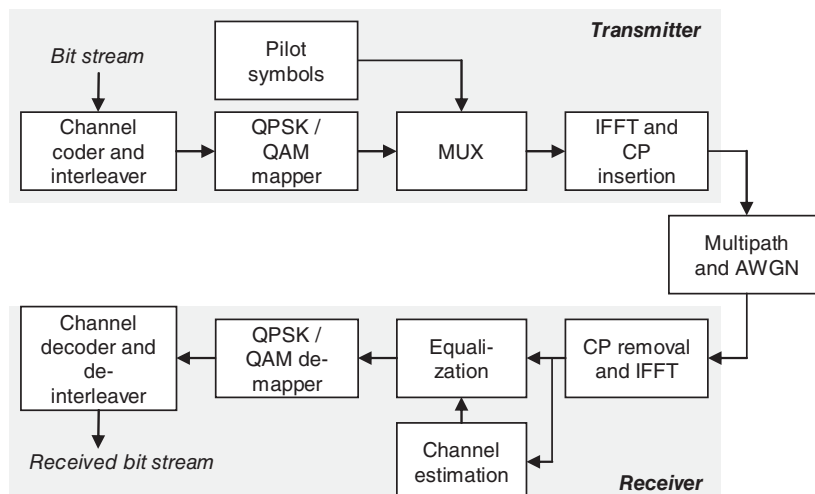 Transmitter
Bit stream
Pilot
symbols
Channel
coder and
interleaver
QPSK /
QAM
mapper
MUX
IFFT and
CP
insertion
Multipath
and AWGN
Channel
decoder and
de-
interleaver
QPSK /
QAM de-
mapper
Equali-
zation
CP removal
and IFFT
Received bit stream
Channel
estimation
Receiver